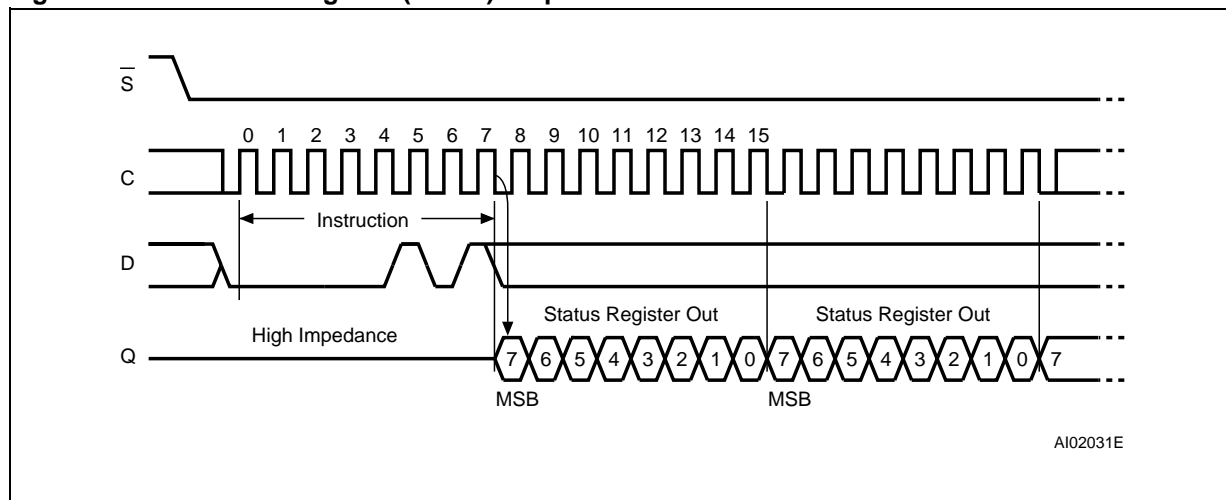 S
0 1 2 3 4 5 6 7 8 9 10 11 12 13 14 15
C
Instruction
D
Status Register Out Status Register Out
High Impedance
Q
7 6 5 4 3 2 1 0 7 6 5 4 3 2 1 0 7
MSB MSB
AI02031E